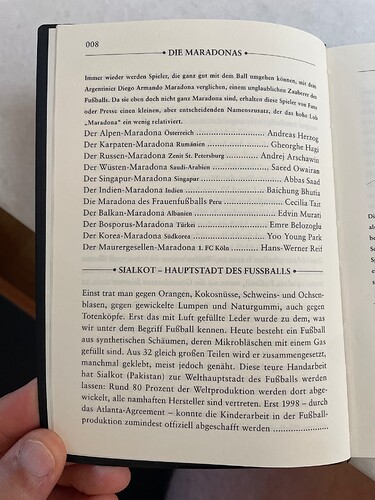 008
DIE MARADONAS
Immer wieder werden Spieler, die ganz gut mit dem Ball umgehen können, mit dem
Argentinier Diego Armando Maradona verglichen, einem unglaublichen Zauberer des
Fußballs. Da sie eben doch nicht ganz Maradona sind, erhalten diese Spieler von Fans
oder Presse einen kleinen, aber entscheidenden Namenszusatz, der das hohe Lob
„Maradona" ein wenig relativiert.
Der Alpen-Maradona Österreich .................... Andreas Herzog
Der Karpaten-Maradona Rumänien .................... Gheorghe Hagi
Der Russen-Maradona Zenit St. Petersburg .......... Andrej Arschawin
Der Wüsten-Maradona Saudi-Arabien .................... Saeed Owairan
Der Singapur-Maradona Singapur .................... Abbas Saad
Der Indien-Maradona Indien .................... Baichung Bhutia
Die Maradona des Frauenfußballs Peru .................... Cecilia Tait
Der Balkan-Maradona Albanien .................... Edvin Murati
Der Bosporus-Maradona Türkei .................... Emre Belozoglu
Der Korea-Maradona Südkorea .................... Yoo Young Park
Der Maurergesellen-Maradona 1. FC Köln .......... Hans-Werner Reif
SIALKOT – HAUPTSTADT DES FUSSBALLS
Einst trat man gegen Orangen, Kokosnüsse, Schweins- und Ochsen-
blasen, gegen gewickelte Lumpen und Naturgummi, auch gegen
Totenköpfe. Erst das mit Luft gefüllte Leder wurde zu dem, was
wir unter dem Begriff Fußball kennen. Heute besteht ein Fußball
aus synthetischen Schäumen, deren Mikrobläschen mit einem Gas
gefüllt sind. Aus 32 gleich großen Teilen wird er zusammengesetzt,
manchmal geklebt, meist jedoch genäht. Diese teure Handarbeit
hat Sialkot (Pakistan) zur Welthauptstadt des Fußballs werden
lassen: Rund 80 Prozent der Weltproduktion werden dort abge-
wickelt, alle namhaften Hersteller sind vertreten. Erst 1998 – durch
das Atlanta-Agreement – konnte die Kinderarbeit in der Fußball-
produktion zumindest offiziell abgeschafft werden ....................